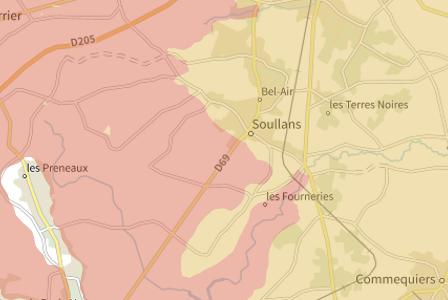 rrier
D205
Bel-Air
les Terres Noires
Soullans
D69
les Preneaux
les Fourneries
Commequiers